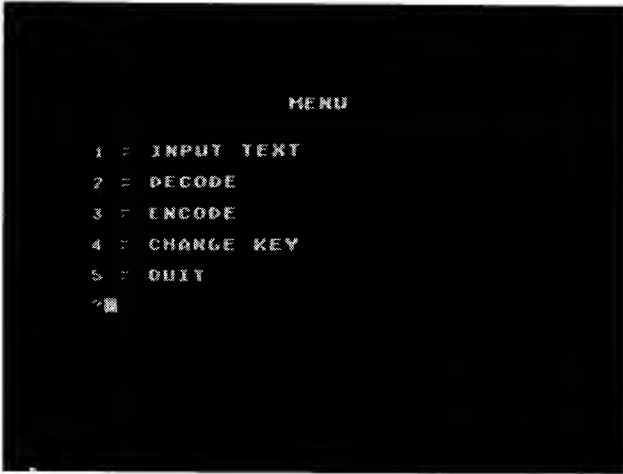 MENU
1 = INPUT TEXT
2 = DECODE
3 = ENCODE
4 = CHANGE KEY
5 = QUIT
?